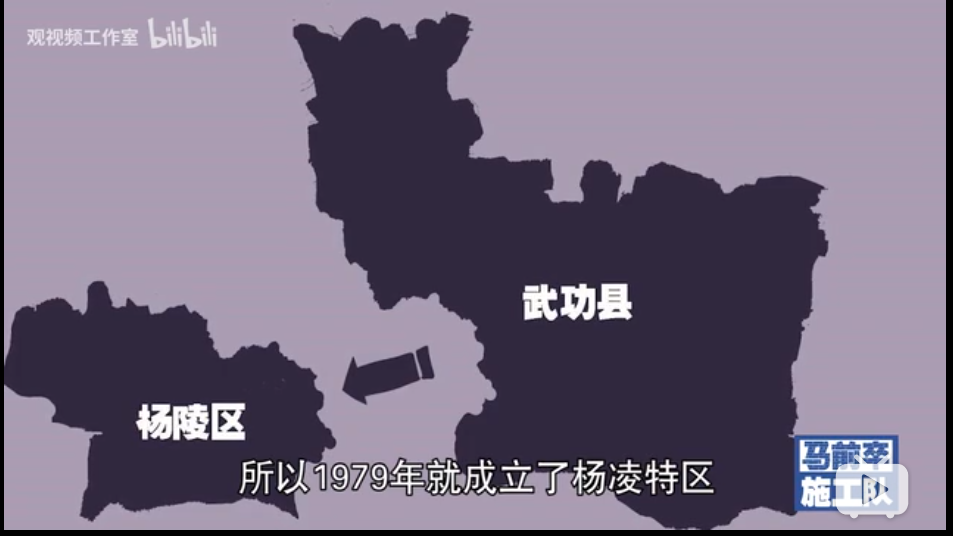 观视频工作室 bilibili
武功县
杨陵区
所以1979年就成立了杨凌特区
马前卒
施工队